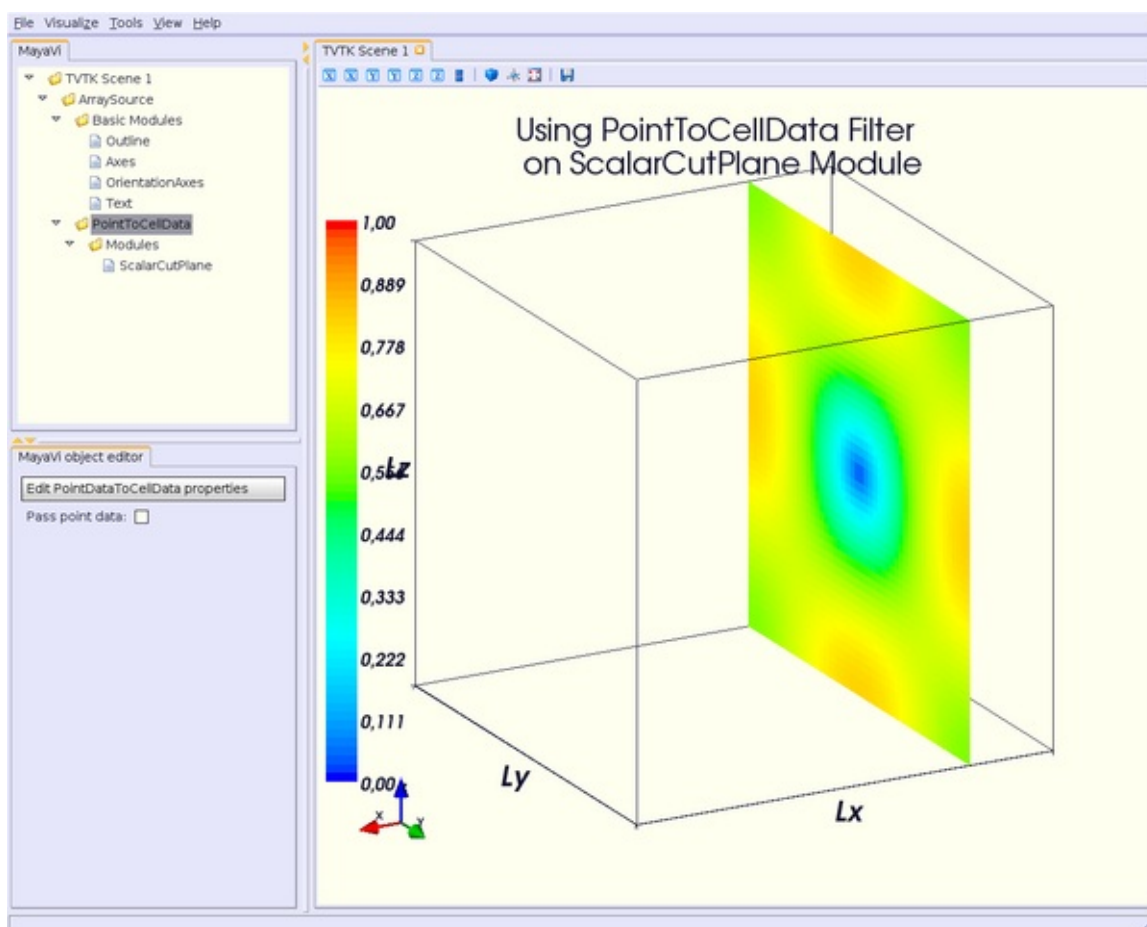 File Visualize Tools View Help
MayaVi
TVTK Scene 1
ArraySource
Basic Modules
Outline
Axes
OrientationAxes
Text
PointToCellData
Modules
ScalarCutPlane
MayaVi object editor
Edit PointDataToCellData properties
Pass point data:
TVTK Scene 1
X X Y Y Z Z
Using PointToCellData Filter
on ScalarCutPlane Module
1,00
0,889
0,778
0,667
Lz
0,444
0,333
0,222
0,111
0,00
Ly
Lx
X
Y